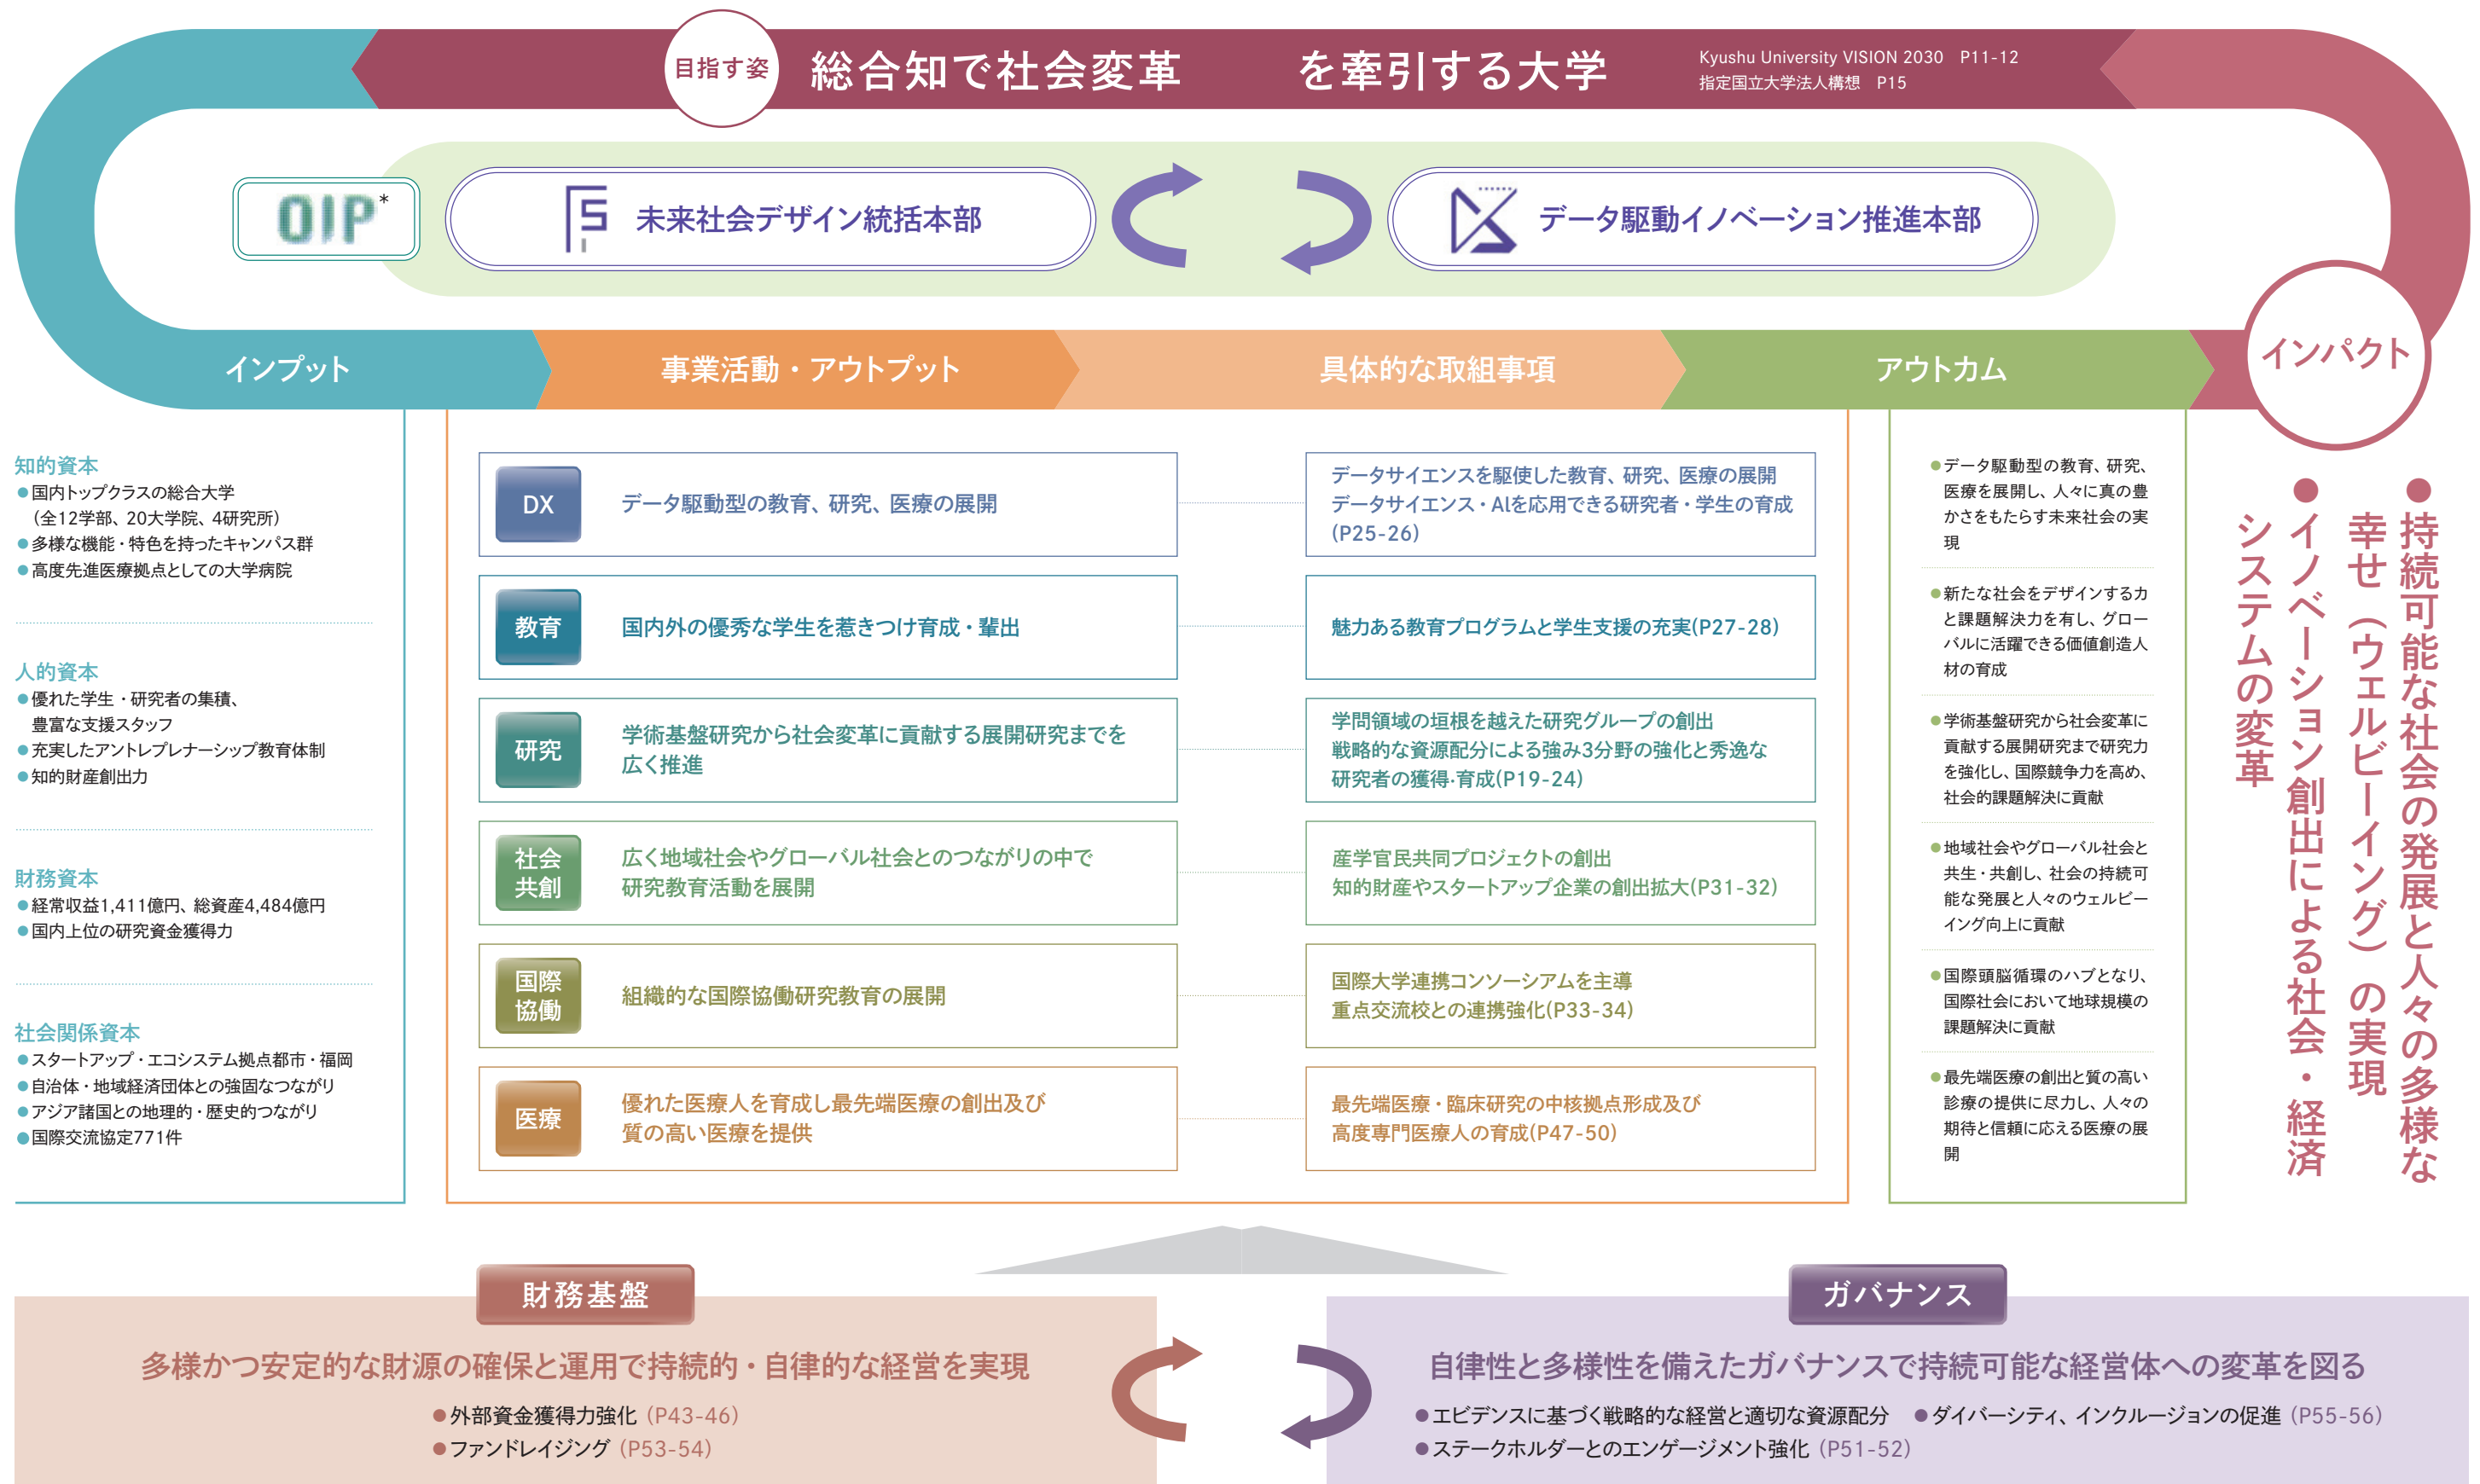 目指す姿
総合知で社会変革 を牽引する大学
Kyushu University VISION 2030 P11-12
指定国立大学法人構想 P15
OIP*
未来社会デザイン統括本部
データ駆動イノベーション推進本部
インプット
事業活動・アウトプット
具体的な取組事項
アウトカム
インパクト
知的資本
●国内トップクラスの総合大学
（全12学部、20大学院、4研究所）
●多様な機能・特色を持ったキャンパス群
●高度先進医療拠点としての大学病院
人的資本
●優れた学生・研究者の集積、
豊富な支援スタッフ
●充実したアントレプレナーシップ教育体制
●知的財産創出力
財務資本
●経常収益1,411億円、総資産4,484億円
●国内上位の研究資金獲得力
社会関係資本
●スタートアップ・エコシステム拠点都市・福岡
●自治体・地域経済団体との強固なつながり
●アジア諸国との地理的・歴史的つながり
●国際交流協定771件
DX
データ駆動型の教育、研究、医療の展開
データサイエンスを駆使した教育、研究、医療の展開
データサイエンス・AIを応用できる研究者・学生の育成
(P25-26)
教育
国内外の優秀な学生を惹きつけ育成・輩出
魅力ある教育プログラムと学生支援の充実(P27-28)
研究
学術基盤研究から社会変革に貢献する展開研究までを
広く推進
学問領域の垣根を越えた研究グループの創出
戦略的な資源配分による強み3分野の強化と秀逸な
研究者の獲得・育成(P19-24)
社会
共創
広く地域社会やグローバル社会とのつながりの中で
研究教育活動を展開
産学官民共同プロジェクトの創出
知的財産やスタートアップ企業の創出拡大(P31-32)
国際
協働
組織的な国際協働研究教育の展開
国際大学連携コンソーシアムを主導
重点交流校との連携強化(P33-34)
医療
優れた医療人を育成し最先端医療の創出及び
質の高い医療を提供
最先端医療・臨床研究の中核拠点形成及び
高度専門医療人の育成(P47-50)
●データ駆動型の教育、研究、
医療を展開し、人々に真の豊
かさをもたらす未来社会の実
現
●新たな社会をデザインする力
と課題解決力を有し、グロー
バルに活躍できる価値創造人
材の育成
●学術基盤研究から社会変革に
貢献する展開研究まで研究力
を強化し、国際競争力を高め、
社会的課題解決に貢献
●地域社会やグローバル社会と
共生・共創し、社会の持続可
能な発展と人々のウェルビー
イング向上に貢献
●国際頭脳循環のハブとなり、
国際社会において地球規模の
課題解決に貢献
●最先端医療の創出と質の高い
診療の提供に尽力し、人々の
期待と信頼に応える医療の展
開
●持続可能な社会の発展と人々の多様な
幸せ（ウェルビーイング）の実現
●イノベーション創出による社会・経済
システムの変革
財務基盤
多様かつ安定的な財源の確保と運用で持続的・自律的な経営を実現
●外部資金獲得力強化 (P43-46)
●ファンドレイジング (P53-54)
ガバナンス
自律性と多様性を備えたガバナンスで持続可能な経営体への変革を図る
●エビデンスに基づく戦略的な経営と適切な資源配分 ●ダイバーシティ、インクルージョンの促進 (P55-56)
●ステークホルダーとのエンゲージメント強化 (P51-52)